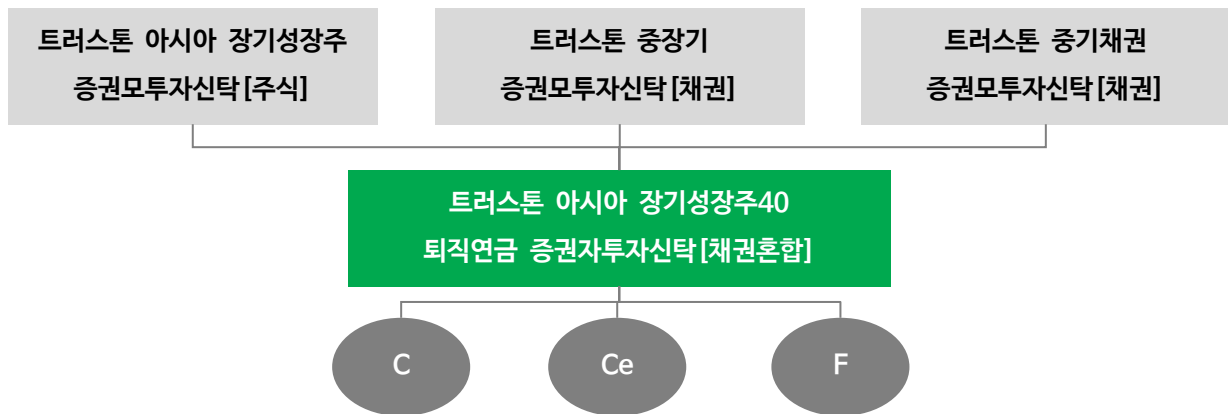 트러스톤 아시아 장기성장주
증권모투자신탁[주식]
트러스톤 중장기
증권모투자신탁[채권]
트러스톤 중기채권
증권모투자신탁[채권]
트러스톤 아시아 장기성장주40
퇴직연금 증권자투자신탁[채권혼합]
C
Ce
F